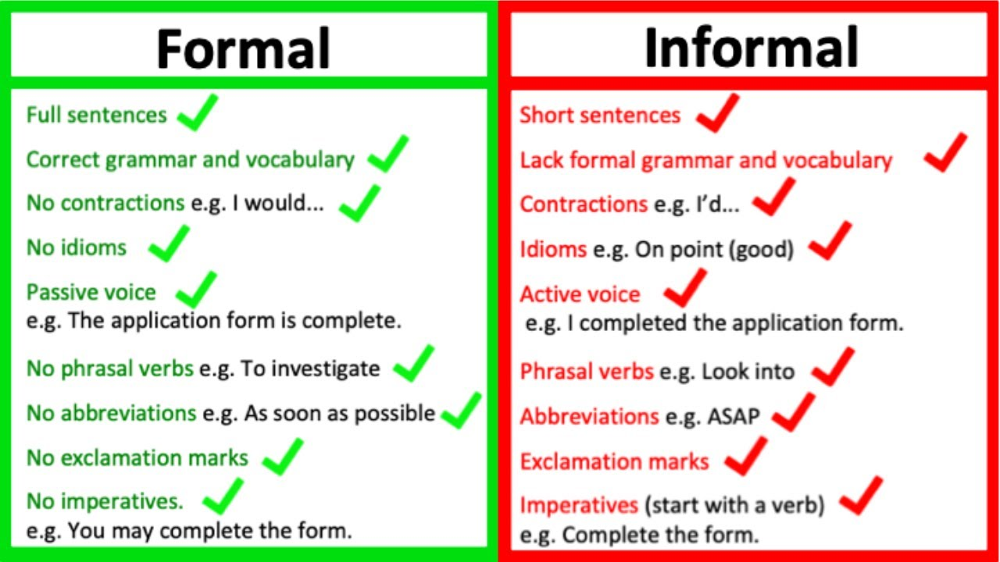 Formal
Full sentences
Correct grammar and vocabulary
No contractions e.g. I would...
No idioms
Passive voice
e.g. The application form is complete.
No phrasal verbs e.g. To investigate
No abbreviations e.g. As soon as possible
No exclamation marks
No imperatives.
e.g. You may complete the form.
Informal
Short sentences
Lack formal grammar and vocabulary
Contractions e.g. I’d...
Idioms e.g. On point (good)
Active voice
e.g. I completed the application form.
Phrasal verbs e.g. Look into
Abbreviations e.g. ASAP
Exclamation marks
Imperatives (start with a verb)
e.g. Complete the form.